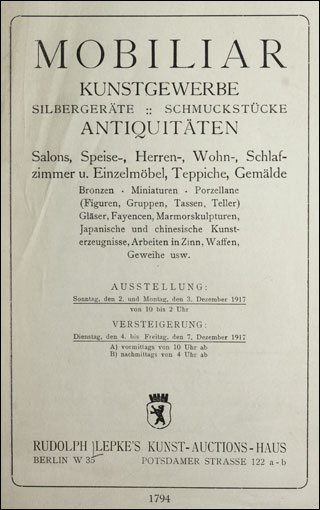 MOBILIAR
KUNSTGEWERBE
SILBERGERÄTE :: SCHMUCKSTÜCKE
ANTIQUITÄTEN
Salons, Speise-, Herren-, Wohn-, Schlaf-
zimmer u. Einzelmöbel, Teppiche, Gemälde
Bronzen · Miniaturen · Porzellane
(Figuren, Gruppen, Tassen, Teller)
Gläser, Fayencen, Marmorskulpturen,
Japanische und chinesische Kunst-
erzeugnisse, Arbeiten in Zinn, Waffen,
Geweihe usw.
AUSSTELLUNG:
Sonntag, den 2. und Montag, den 3. Dezember 1917
von 10 bis 2 Uhr
VERSTEIGERUNG:
Dienstag, den 4. bis Freitag, den 7. Dezember 1917
A) vormittags von 10 Uhr ab
B) nachmittags von 4 Uhr ab
RUDOLPH LEPKE'S KUNST-AUCTIONS-HAUS
BERLIN W 35 POTSDAMER STRASSE 122 a-b
1794